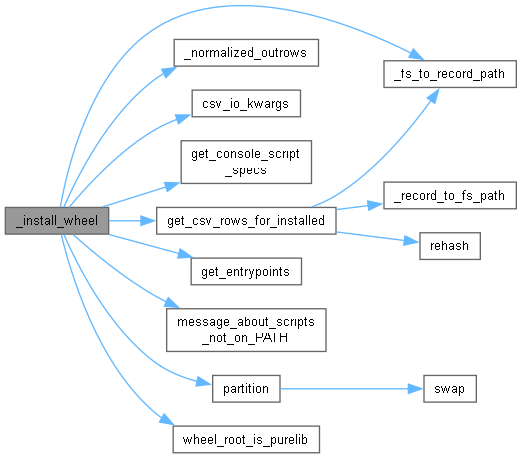 _normalized_outrows
_fs_to_record_path
csv_io_kwargs
get_console_script
_specs
_install_wheel
get_csv_rows_for_installed
_record_to_fs_path
rehash
get_entrypoints
message_about_scripts
_not_on_PATH
partition
swap
wheel_root_is_purelib